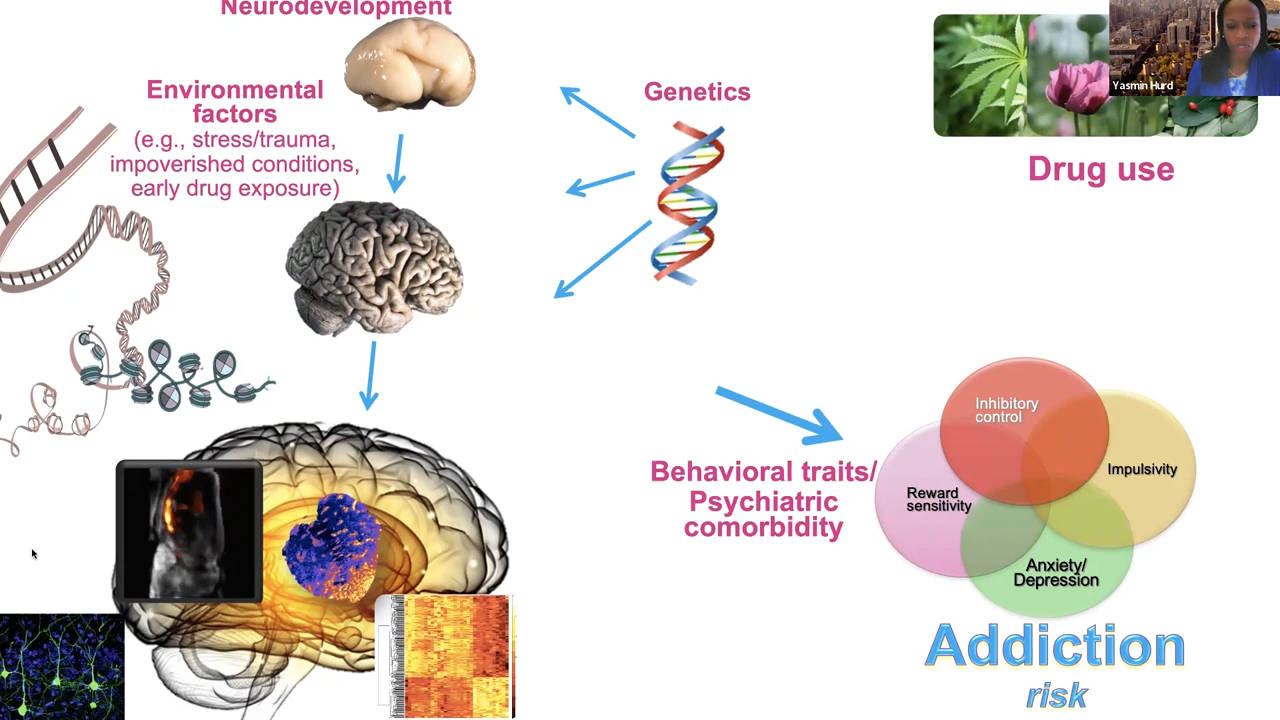 Neurodevelopment
Environmental
factors
(e.g., stress/trauma,
impoverished conditions,
early drug exposure)
Genetics
Yasmin Hurd
Drug use
Behavioral traits/
Psychiatric
comorbidity
Inhibitory
control
Impulsivity
Reward
sensitivity
Anxiety/
Depression
Addiction
risk